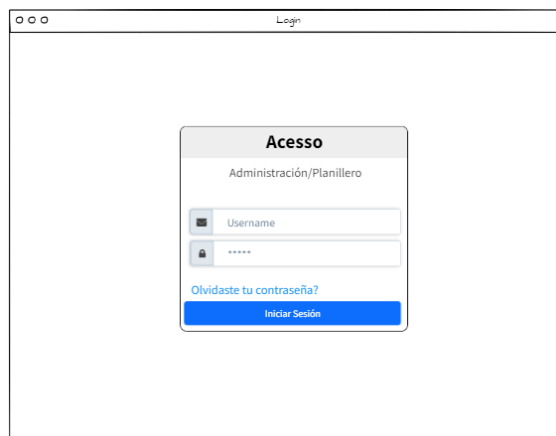 Login
Acesso
Administración/Planillero
Username
*****
Olvidaste tu contraseña?
Iniciar Sesión